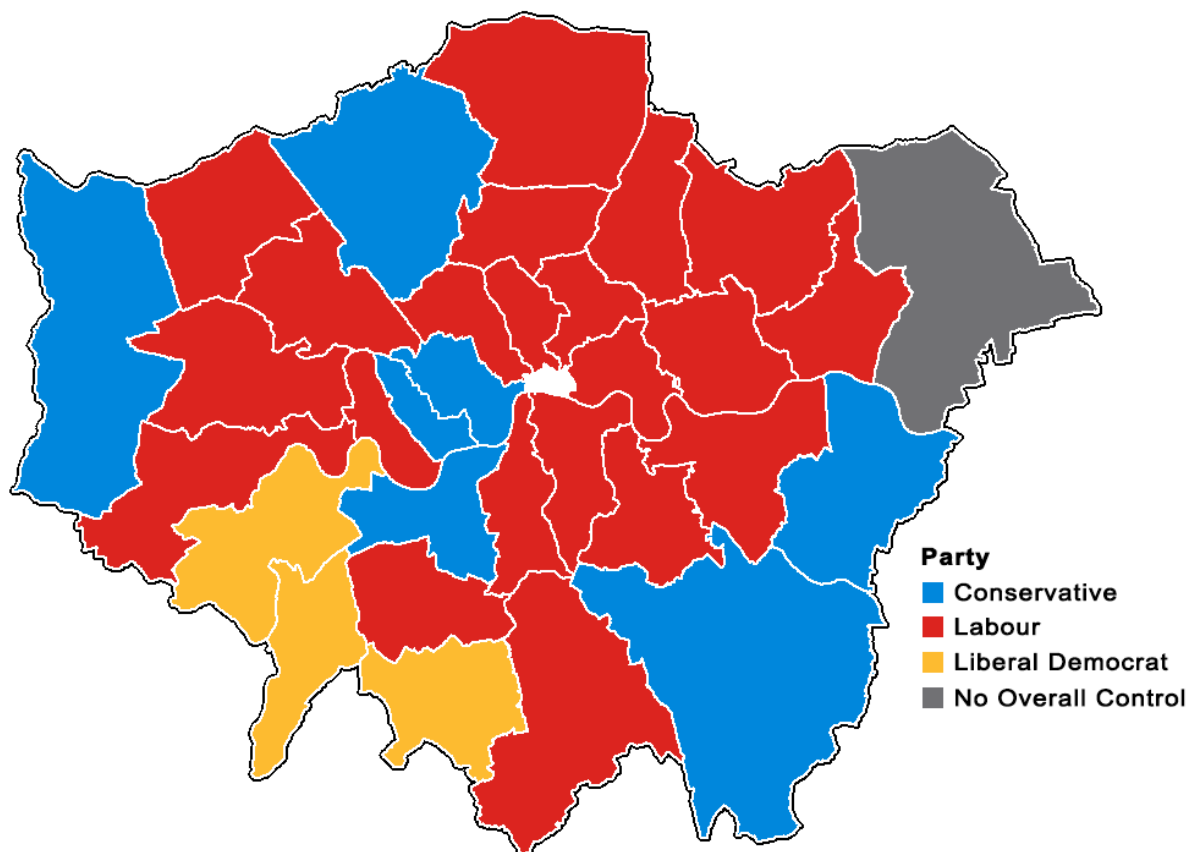 Party
Conservative
Labour
Liberal Democrat
No Overall Control